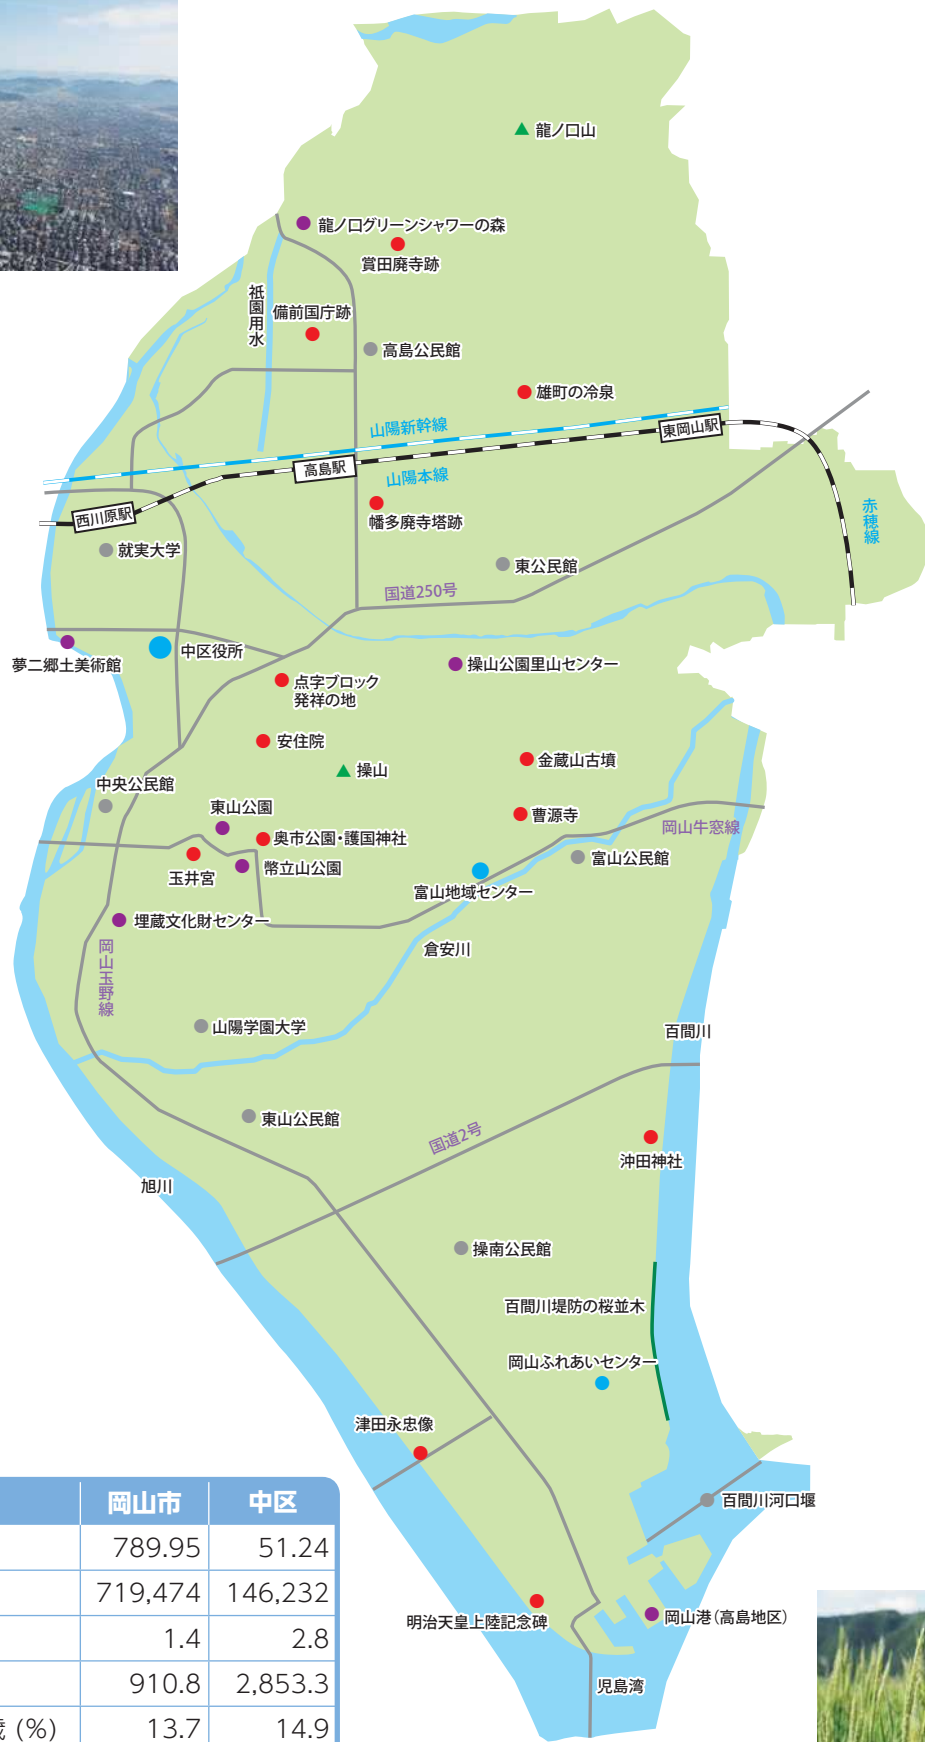 龍ノ口山
龍ノ口グリーンシャワーの森
賞田廃寺跡
祇園用水
備前国庁跡
高島公民館
雄町の冷泉
山陽新幹線
東岡山駅
高島駅
山陽本線
西川原駅
幡多廃寺塔跡
赤穂線
就実大学
東公民館
国道250号
夢二郷土美術館
中区役所
操山公園里山センター
点字ブロック
発祥の地
安住院
金蔵山古墳
操山
中央公民館
東山公園
曹源寺
岡山牛窓線
奥市公園・護国神社
富山公民館
玉井宮
幣立山公園
富山地域センター
埋蔵文化財センター
倉安川
岡山玉野線
山陽学園大学
百間川
東山公民館
国道2号
沖田神社
旭川
操南公民館
百間川堤防の桜並木
岡山ふれあいセンター
津田永忠像
百間川河口堰
明治天皇上陸記念碑
岡山港（高島地区）
児島湾
岡山市 中区
789.95 51.24
719,474 146,232
1.4 2.8
910.8 2,853.3
歳 (%) 13.7 14.9